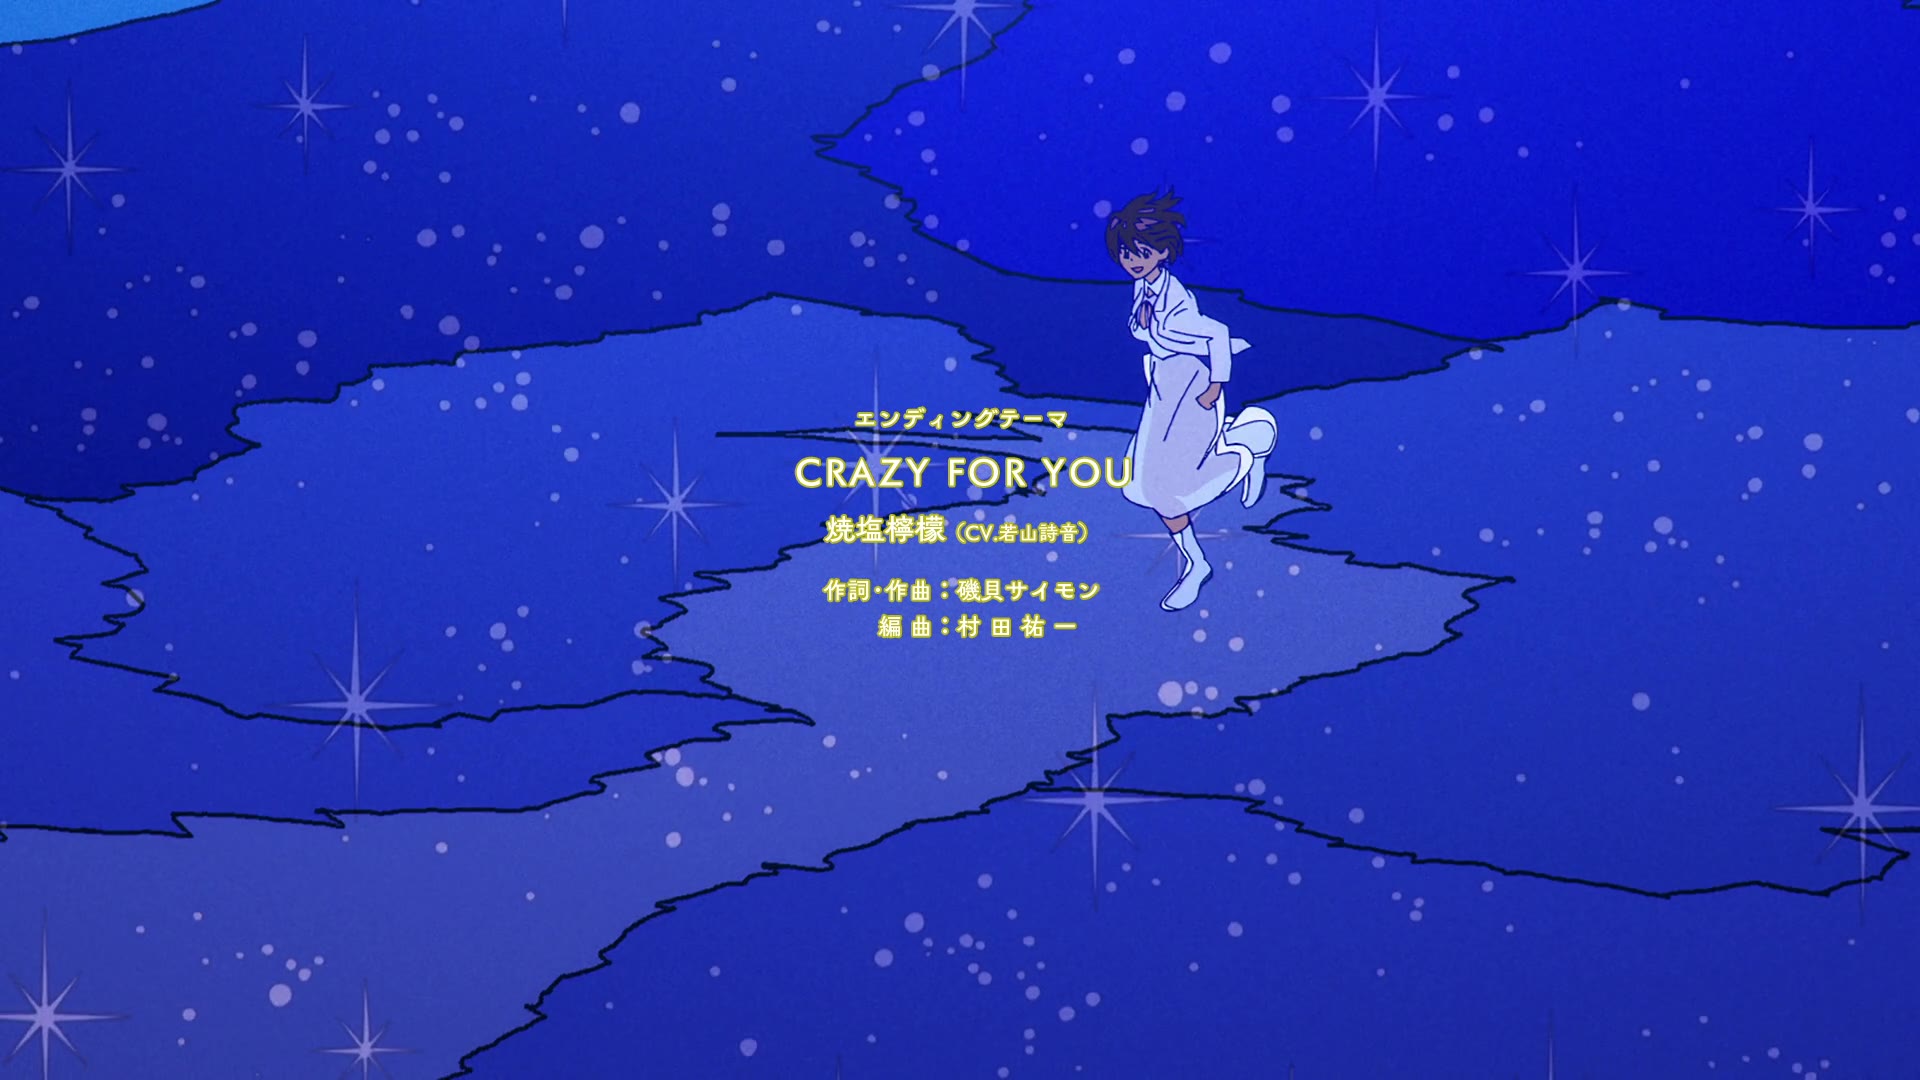 エンディングテーマ
CRAZY FOR YOU
焼塩檸檬（CV.若山詩音）
作詞・作曲：磯貝サイモン
編曲：村田祐一